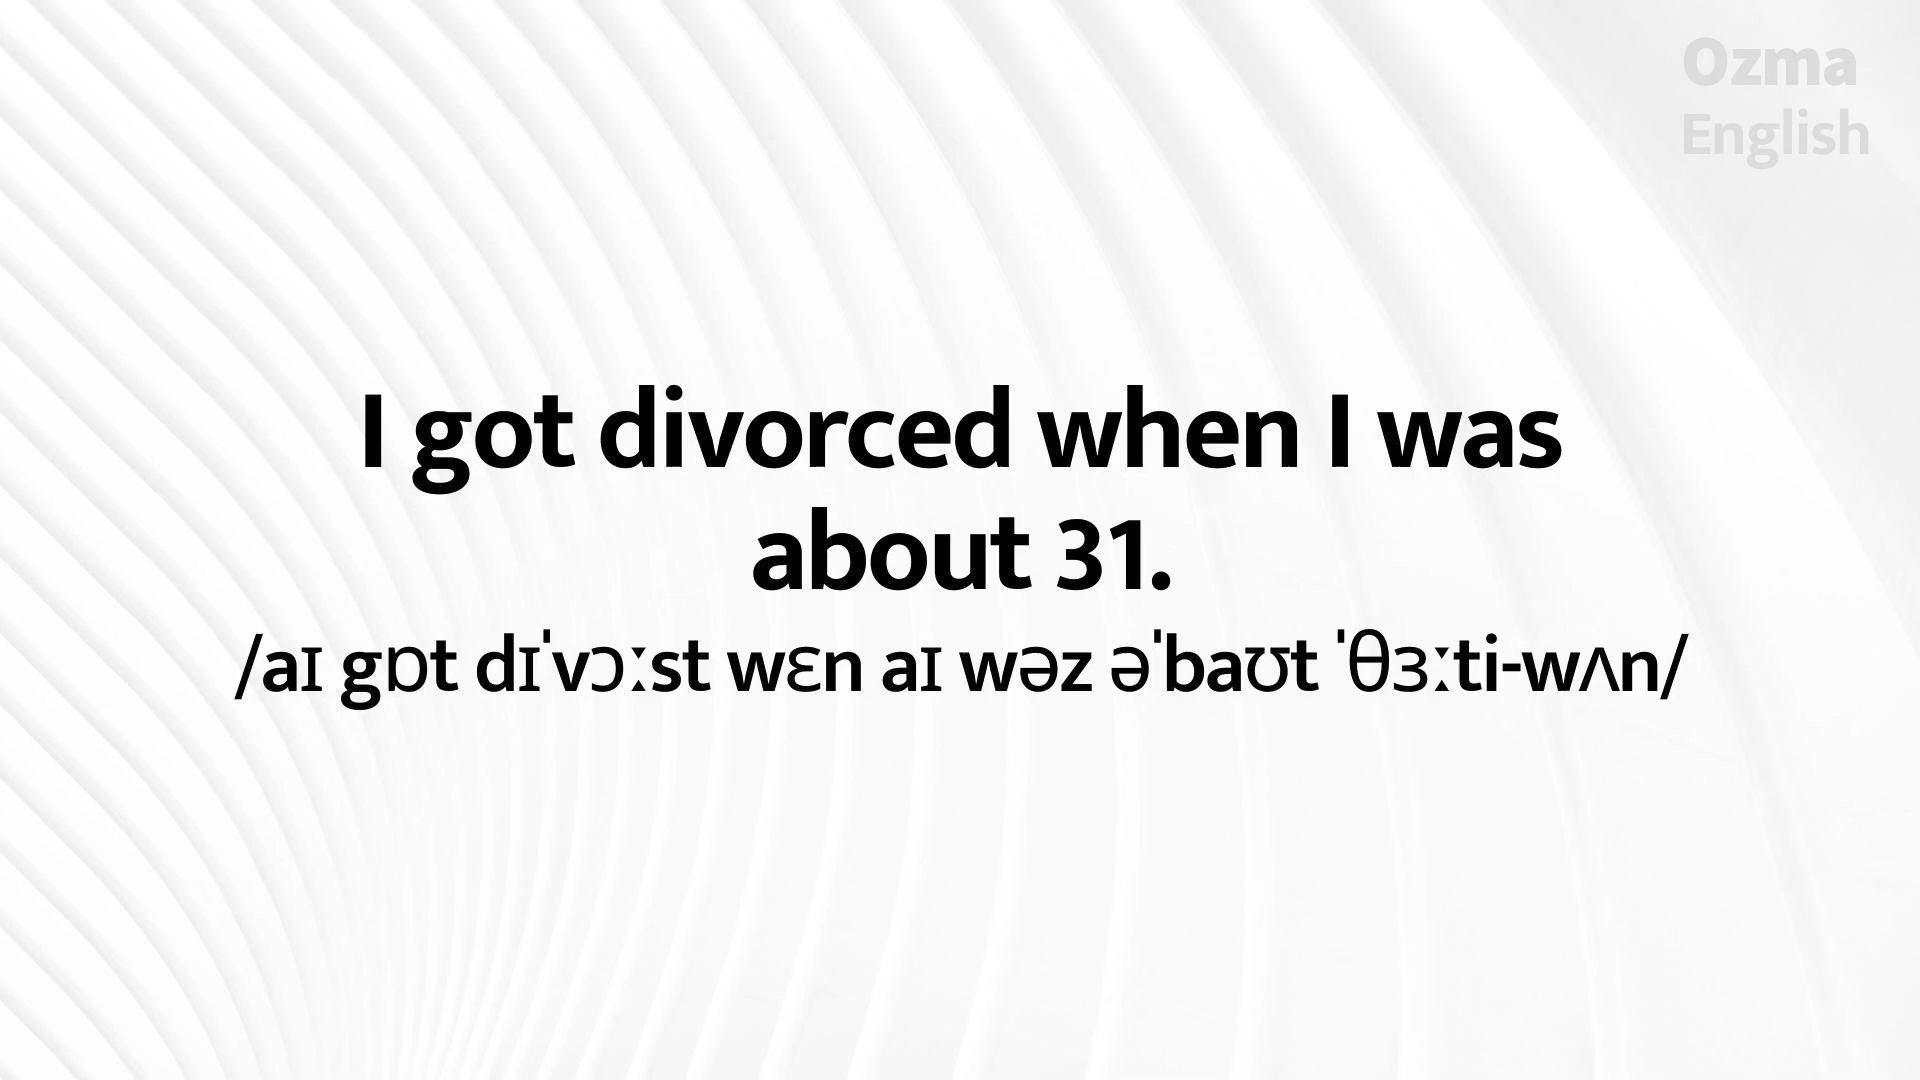 Ozma
English
I got divorced when I was
about 31.
/aɪ gɒt dɪˈvɔːst wɛn aɪ wəz əˈbaʊt ˈθɜːti-wʌn/